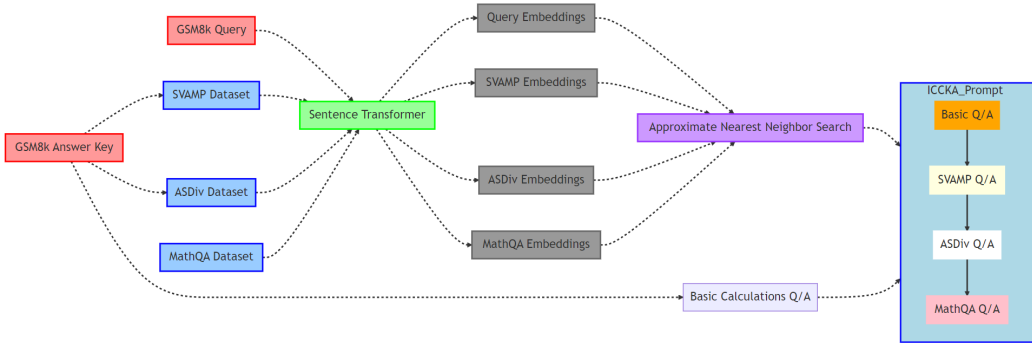 GSM8k Query
SVAMP Dataset
GSM8k Answer Key
ASDiv Dataset
MathQA Dataset
Sentence Transformer
Query Embeddings
SVAMP Embeddings
ASDiv Embeddings
MathQA Embeddings
Approximate Nearest Neighbor Search
Basic Calculations Q/A
ICCKA_Prompt
Basic Q/A
SVAMP Q/A
ASDiv Q/A
MathQA Q/A